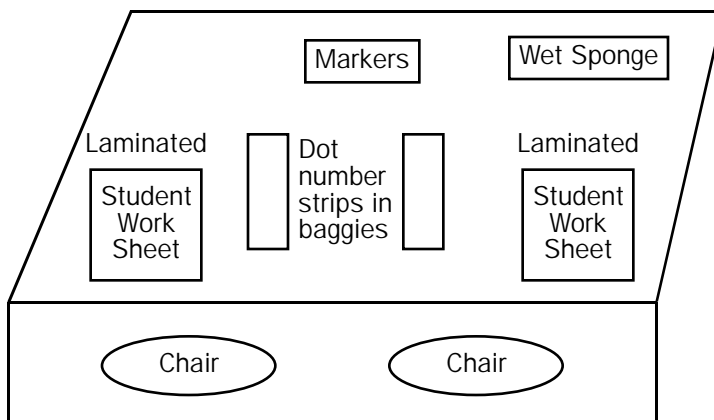 Markers
Wet Sponge
Laminated
Student
Work
Sheet
Dot
number
strips in
baggies
Laminated
Student
Work
Sheet
Chair
Chair